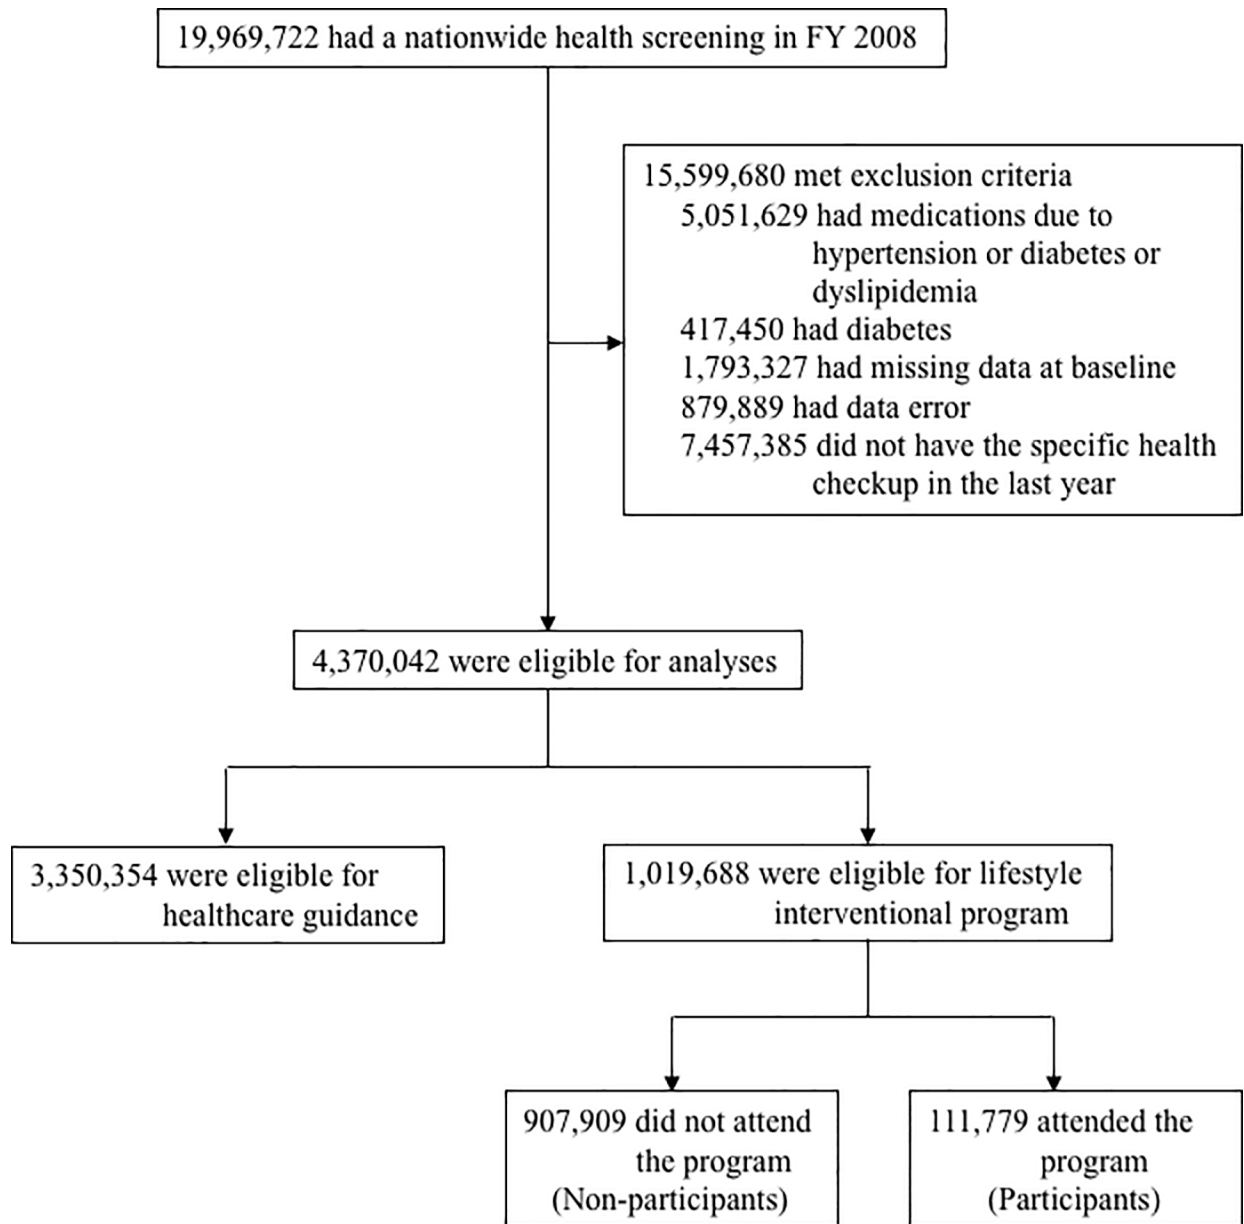 19,969,722 had a nationwide health screening in FY 2008
15,599,680 met exclusion criteria
5,051,629 had medications due to
hypertension or diabetes or
dyslipidemia
417,450 had diabetes
1,793,327 had missing data at baseline
879,889 had data error
7,457,385 did not have the specific health
checkup in the last year
4,370,042 were eligible for analyses
3,350,354 were eligible for
healthcare guidance
1,019,688 were eligible for lifestyle
interventional program
907,909 did not attend
the program
(Non-participants)
111,779 attended the
program
(Participants)